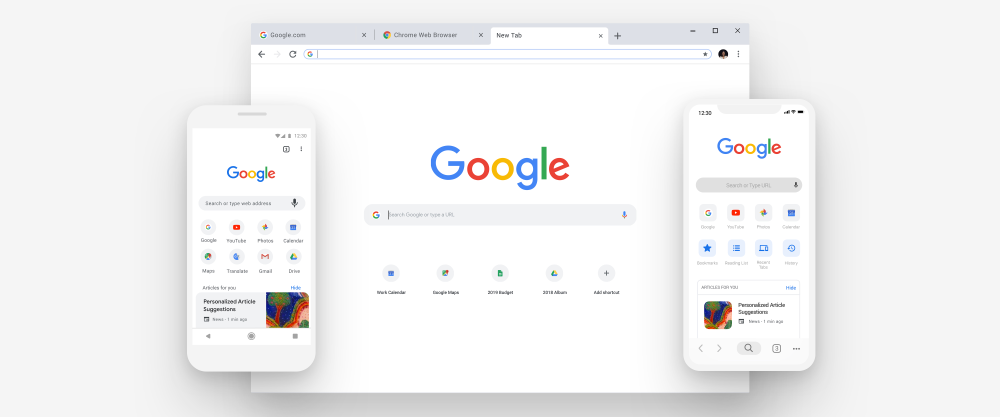 Google.com
Chrome Web Browser
New Tab
Google
Search Google or type a URL
Work Calendar
Google Maps
2019 Budget
2018 Album
Add shortcut
12:30
2
Google
Search or type web address
Google
YouTube
Photos
Calendar
Maps
Translate
Gmail
Drive
Articles for you
Hide
Personalized Article
Suggestions
News · 1 min ago
12:30
Google
Search or Type URL
Google
YouTube
Photos
Calendar
Bookmarks
Reading List
Recent
Tabs
History
ARTICLES FOR YOU
Hide
Personalized Article
Suggestions
News · 1 min ago
3